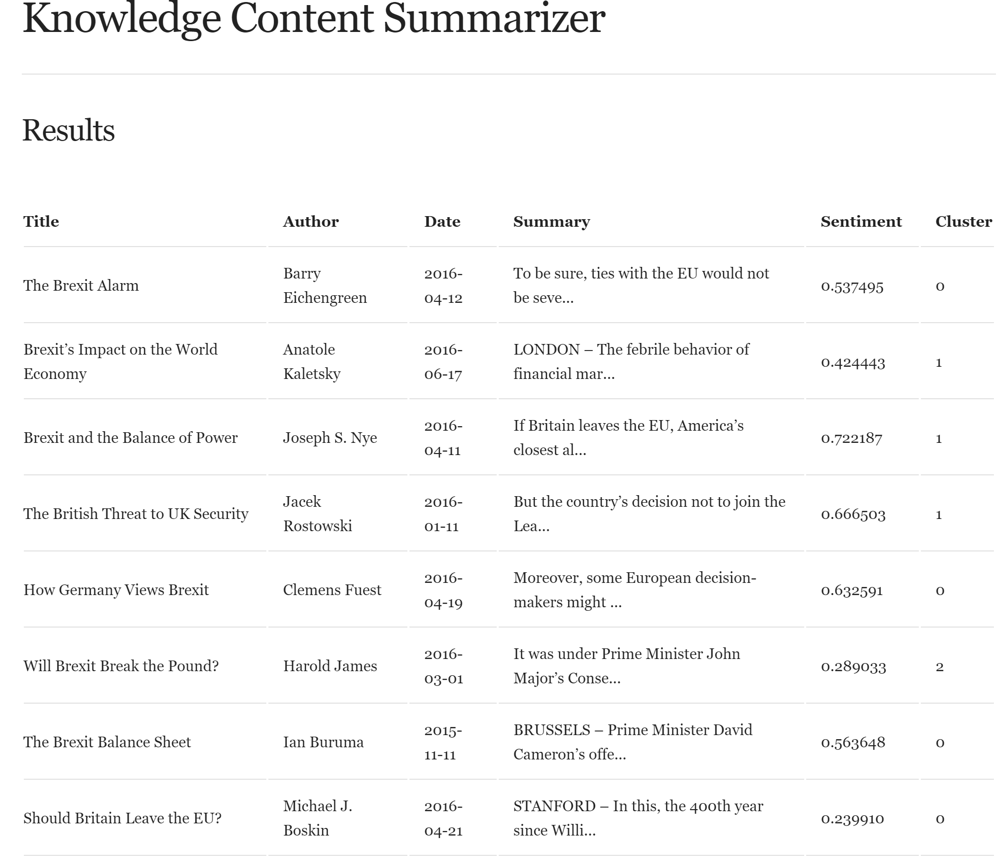 Knowledge Content Summarizer
Results
Title Author Date Summary Sentiment Cluster
The Brexit Alarm
Barry
Eichengreen
2016-
04-12
To be sure, ties with the EU would not
be seve...
0.537495
0
Brexit’s Impact on the World
Economy
Anatole
Kaletsky
2016-
06-17
LONDON – The febrile behavior of
financial mar...
0.424443
1
Brexit and the Balance of Power
Joseph S. Nye
2016-
04-11
If Britain leaves the EU, America’s
closest al...
0.722187
1
The British Threat to UK Security
Jacek
Rostowski
2016-
01-11
But the country’s decision not to join the
Lea...
0.666503
1
How Germany Views Brexit
Clemens Fuest
2016-
04-19
Moreover, some European decision-
makers might ...
0.632591
0
Will Brexit Break the Pound?
Harold James
2016-
03-01
It was under Prime Minister John
Major’s Conse...
0.289033
2
The Brexit Balance Sheet
Ian Buruma
2015-
11-11
BRUSSELS – Prime Minister David
Cameron’s offe...
0.563648
0
Should Britain Leave the EU?
Michael J.
Boskin
2016-
04-21
STANFORD – In this, the 400th year
since Willi...
0.239910
0